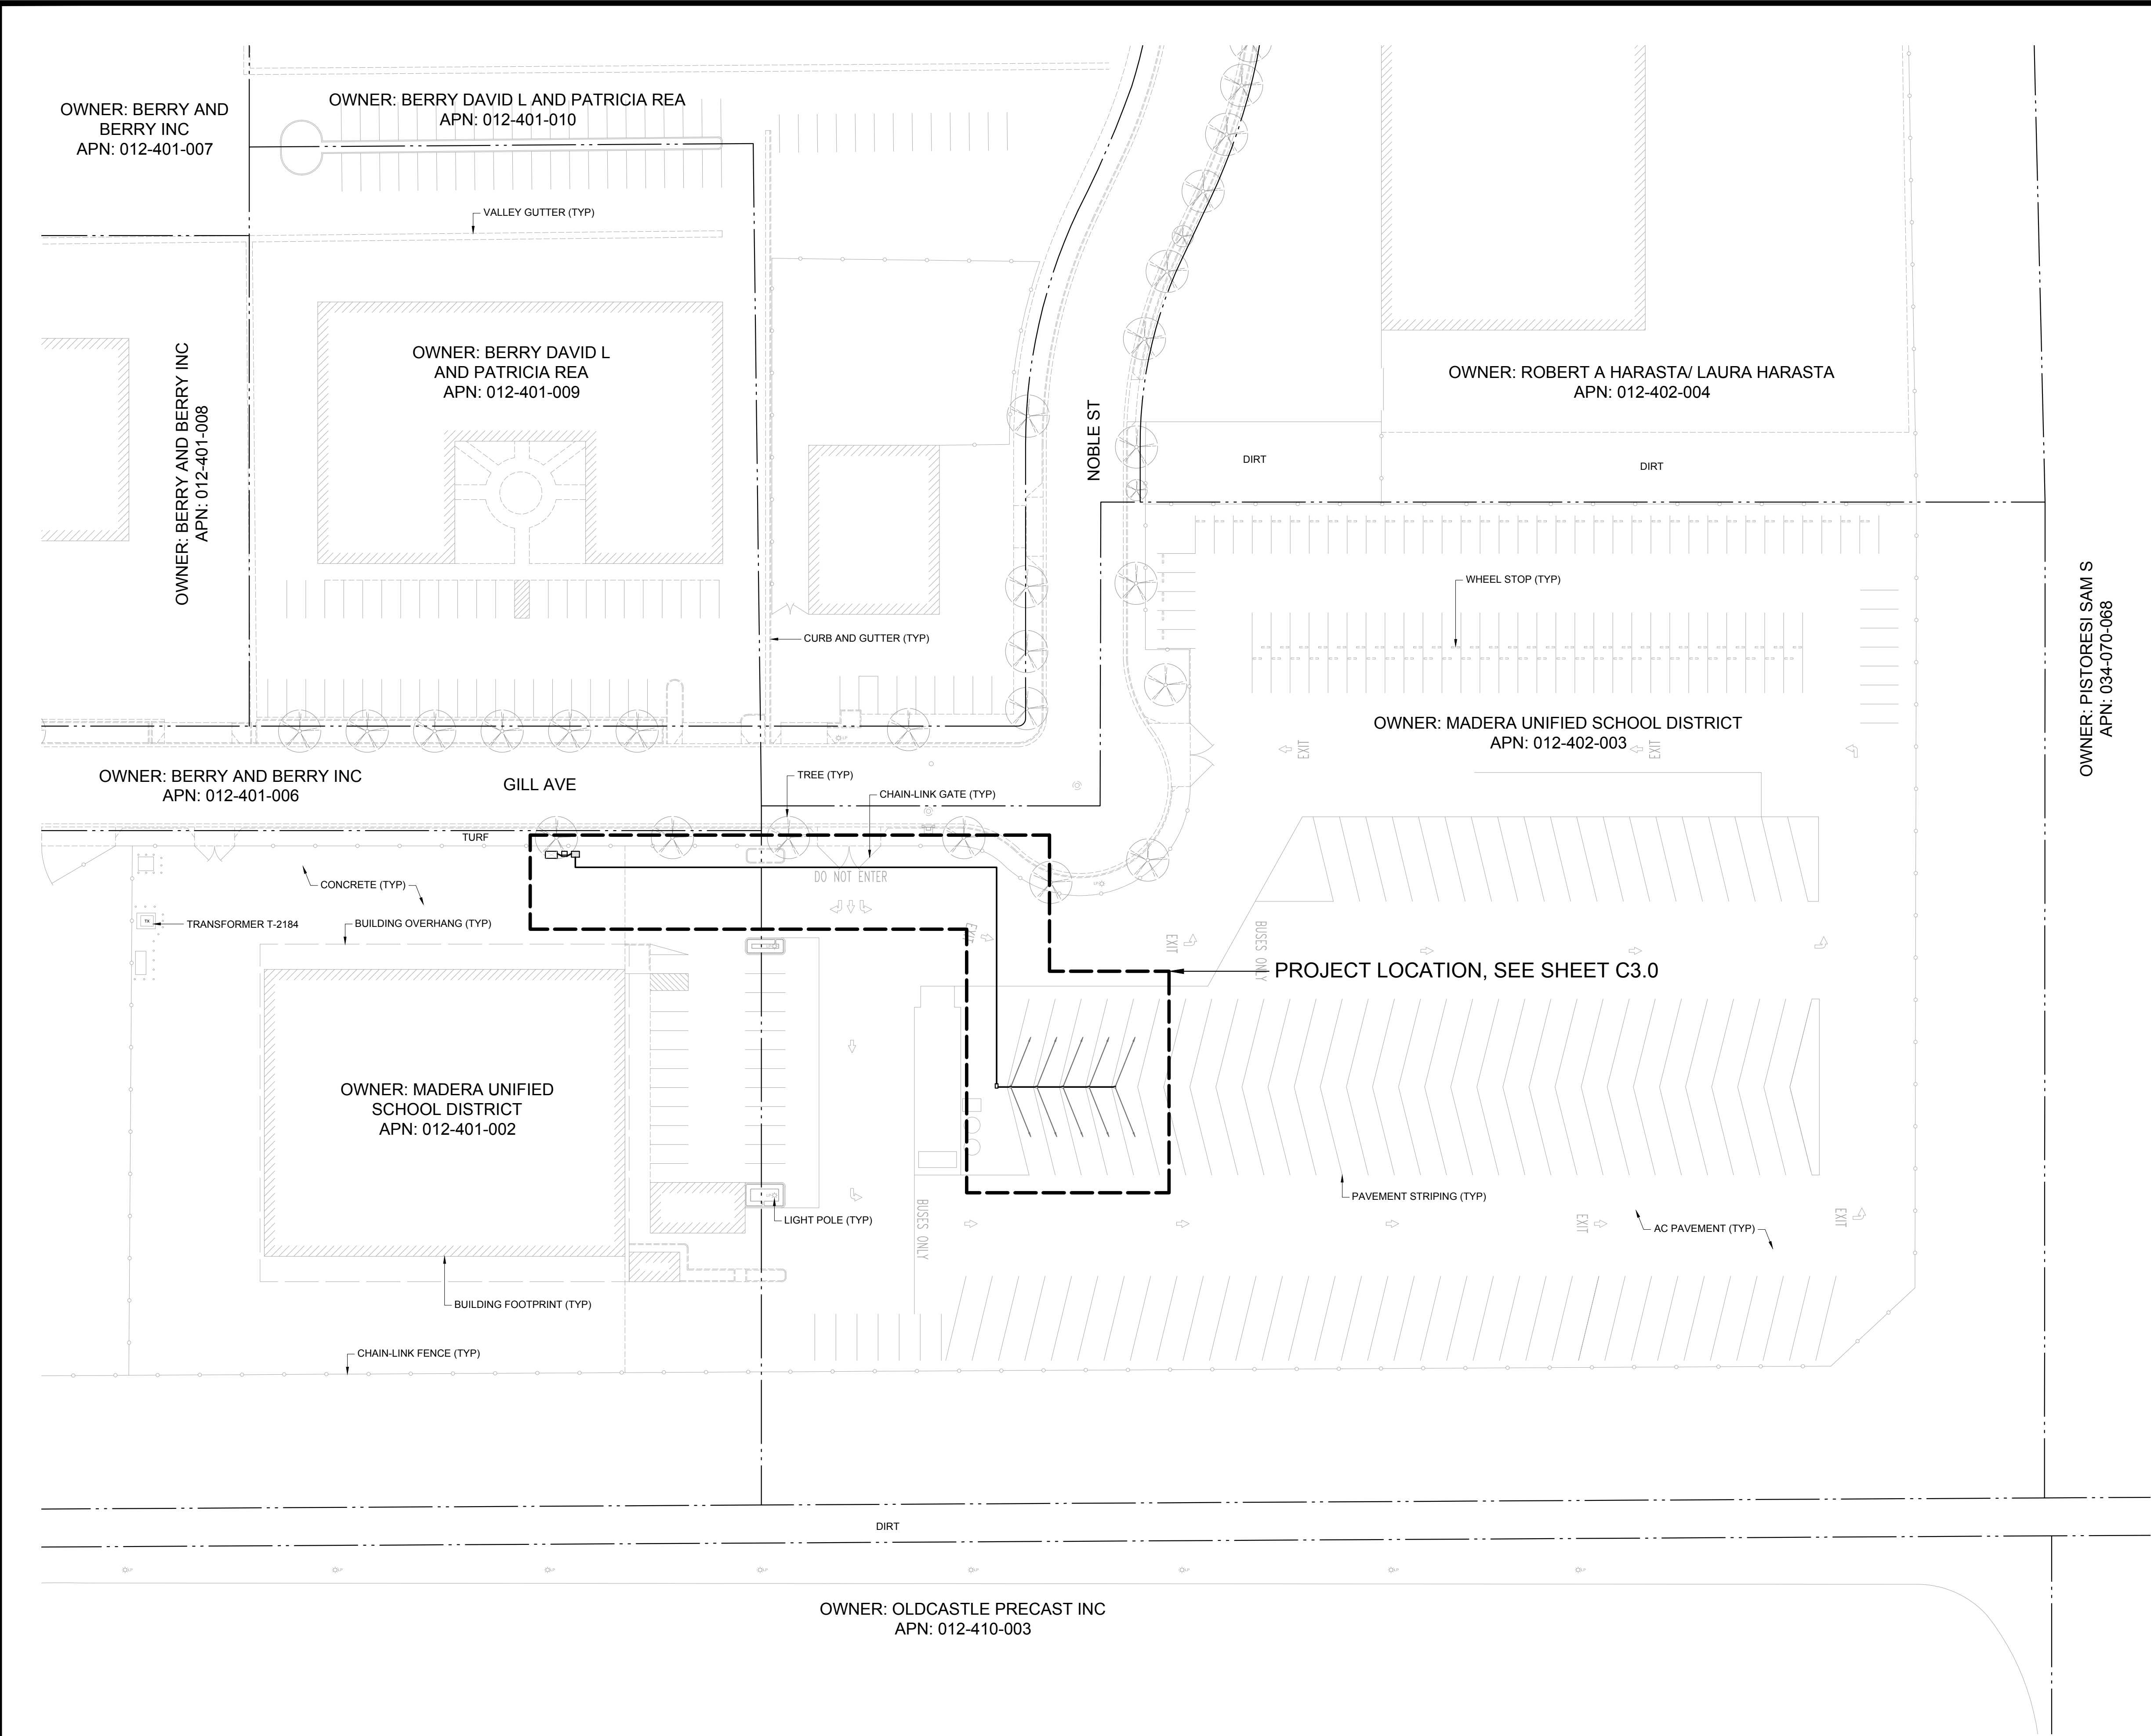 OWNER: BERRY AND
BERRY INC
APN: 012-401-007
OWNER: BERRY DAVID L AND PATRICIA REA
APN: 012-401-010
VALLEY GUTTER (TYP)
OWNER: BERRY AND BERRY INC
APN: 012-401-008
OWNER: BERRY DAVID L
AND PATRICIA REA
APN: 012-401-009
NOBLE ST
OWNER: ROBERT A HARASTA/ LAURA HARASTA
APN: 012-402-004
DIRT
DIRT
WHEEL STOP (TYP)
CURB AND GUTTER (TYP)
OWNER: PISTORESI SAM S
APN: 034-070-068
OWNER: MADERA UNIFIED SCHOOL DISTRICT
APN: 012-402-003
EXIT
EXIT
OWNER: BERRY AND BERRY INC
APN: 012-401-006
GILL AVE
TREE (TYP)
CHAIN-LINK GATE (TYP)
TURF
DO NOT ENTER
CONCRETE (TYP)
TRANSFORMER T-2184
TX
BUILDING OVERHANG (TYP)
EXIT
EXIT
BUSES ONLY
PROJECT LOCATION, SEE SHEET C3.0
OWNER: MADERA UNIFIED
SCHOOL DISTRICT
APN: 012-401-002
PAVEMENT STRIPING (TYP)
LIGHT POLE (TYP)
BUSES ONLY
EXIT
AC PAVEMENT (TYP)
EXIT
BUILDING FOOTPRINT (TYP)
CHAIN-LINK FENCE (TYP)
DIRT
OWNER: OLDCASTLE PRECAST INC
APN: 012-410-003